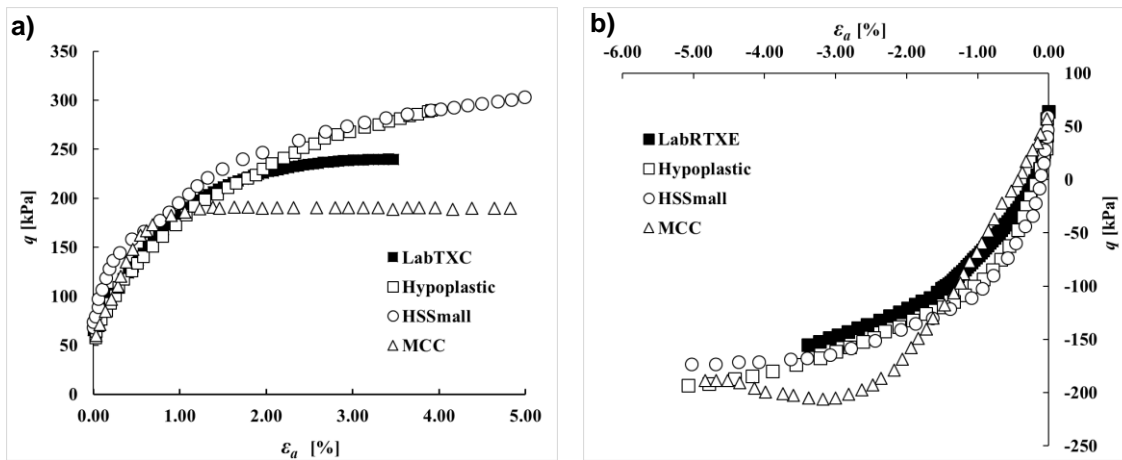 a)
350
300
250
200
150
100
50
0
q [kPa]
0.00 1.00 2.00 3.00 4.00 5.00
εa [%]
LabTXC
Hypoplastic
HSSmall
MCC
b)
εa [%]
-6.00 -5.00 -4.00 -3.00 -2.00 -1.00 0.00
100
50
0
-50
-100
-150
-200
-250
q [kPa]
LabRTXE
Hypoplastic
HSSmall
MCC